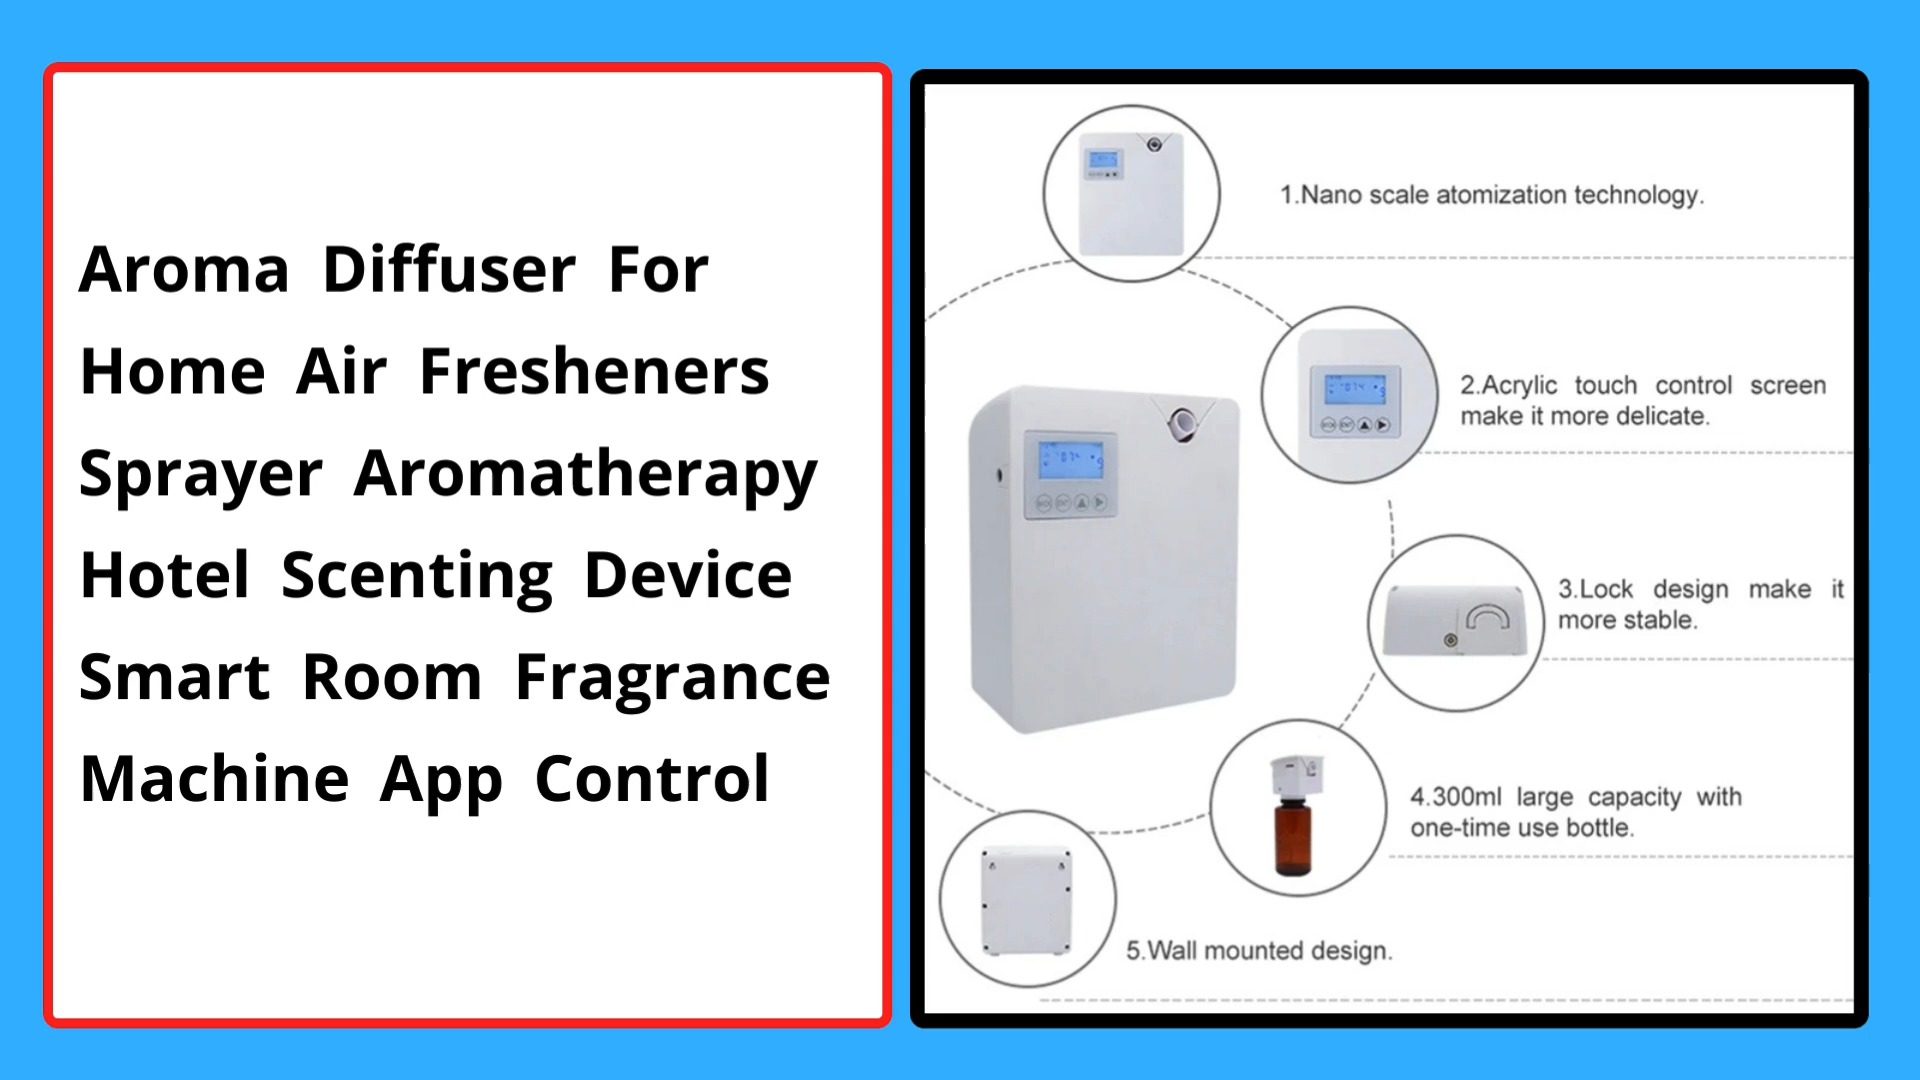 Aroma Diffuser For
Home Air Fresheners
Sprayer Aromatherapy
Hotel Scenting Device
Smart Room Fragrance
Machine App Control
1.Nano scale atomization technology.
2.Acrylic touch control screen
make it more delicate.
3.Lock design make it
more stable.
4.300ml large capacity with
one-time use bottle.
5.Wall mounted design.